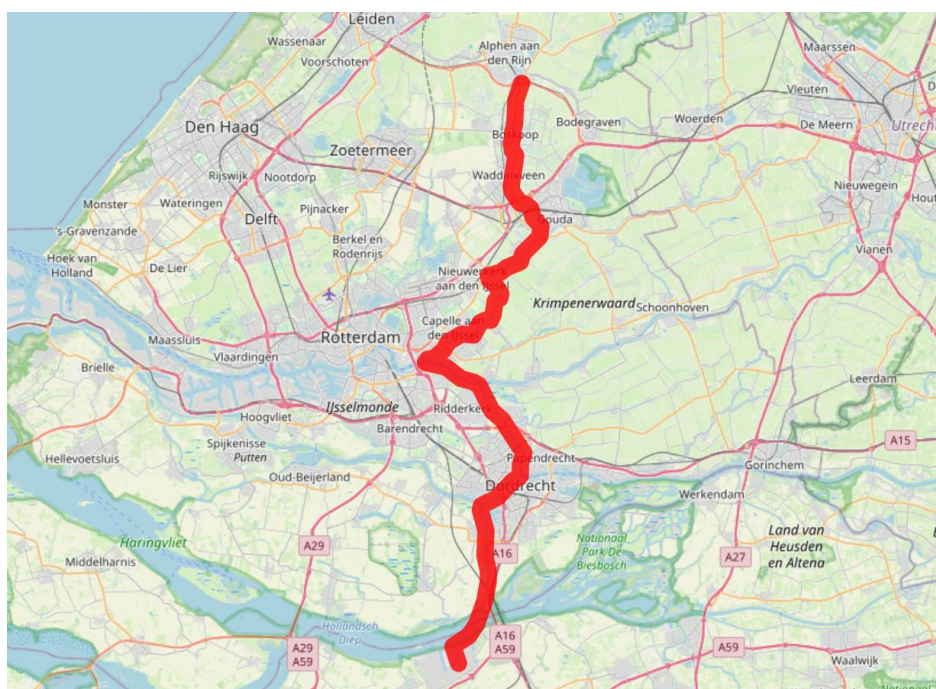 Leiden
Wassenaar
Voorschoten
Alphen aan
den Rijn
Maarssen
Vleuten
De Meern
Utrecht
Den Haag
Zoetermeer
Boskoop
Bodegraven
Woerden
Rijswijk
Nootdorp
Waddinxveen
Nieuwegein
Monster
Wateringen
Delft
Pijnacker
Gouda
's-Gravenzande
Hoek van
Holland
De Lier
Berkel en
Rodenrijs
Vianen
Nieuwerkerk
aan den IJssel
Krimpenerwaard
Schoonhoven
Maassluis
Vlaardingen
Rotterdam
Capelle aan
den IJssel
Brielle
Leerdam
Hoogvliet
IJsselmonde
Ridderkerk
Barendrecht
Spijkenisse
Putten
A15
Hellevoetsluis
Oud-Beijerland
Papendrecht
Gorinchem
Dordrecht
Werkendam
Haringvliet
A29
A16
Nationaal
Park De
Biesbosch
Land van
Heusden
en Altena
A27
Middelharnis
Hollandsch
Diep
A29
A59
A16
A59
A59
Waalwijk